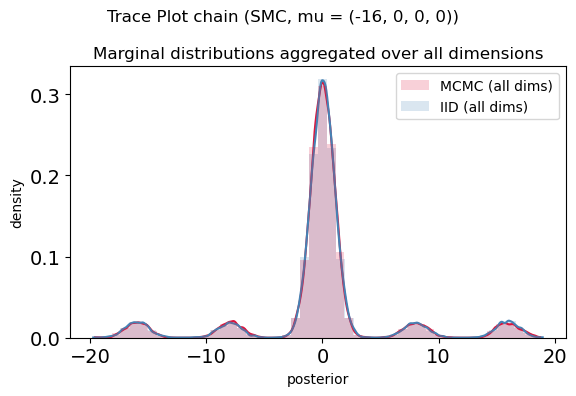 Trace Plot chain (SMC, mu = (-16, 0, 0, 0))
Marginal distributions aggregated over all dimensions
MCMC (all dims)
IID (all dims)
density
0.3
0.2
0.1
0.0
−20
−10
0
10
20
posterior